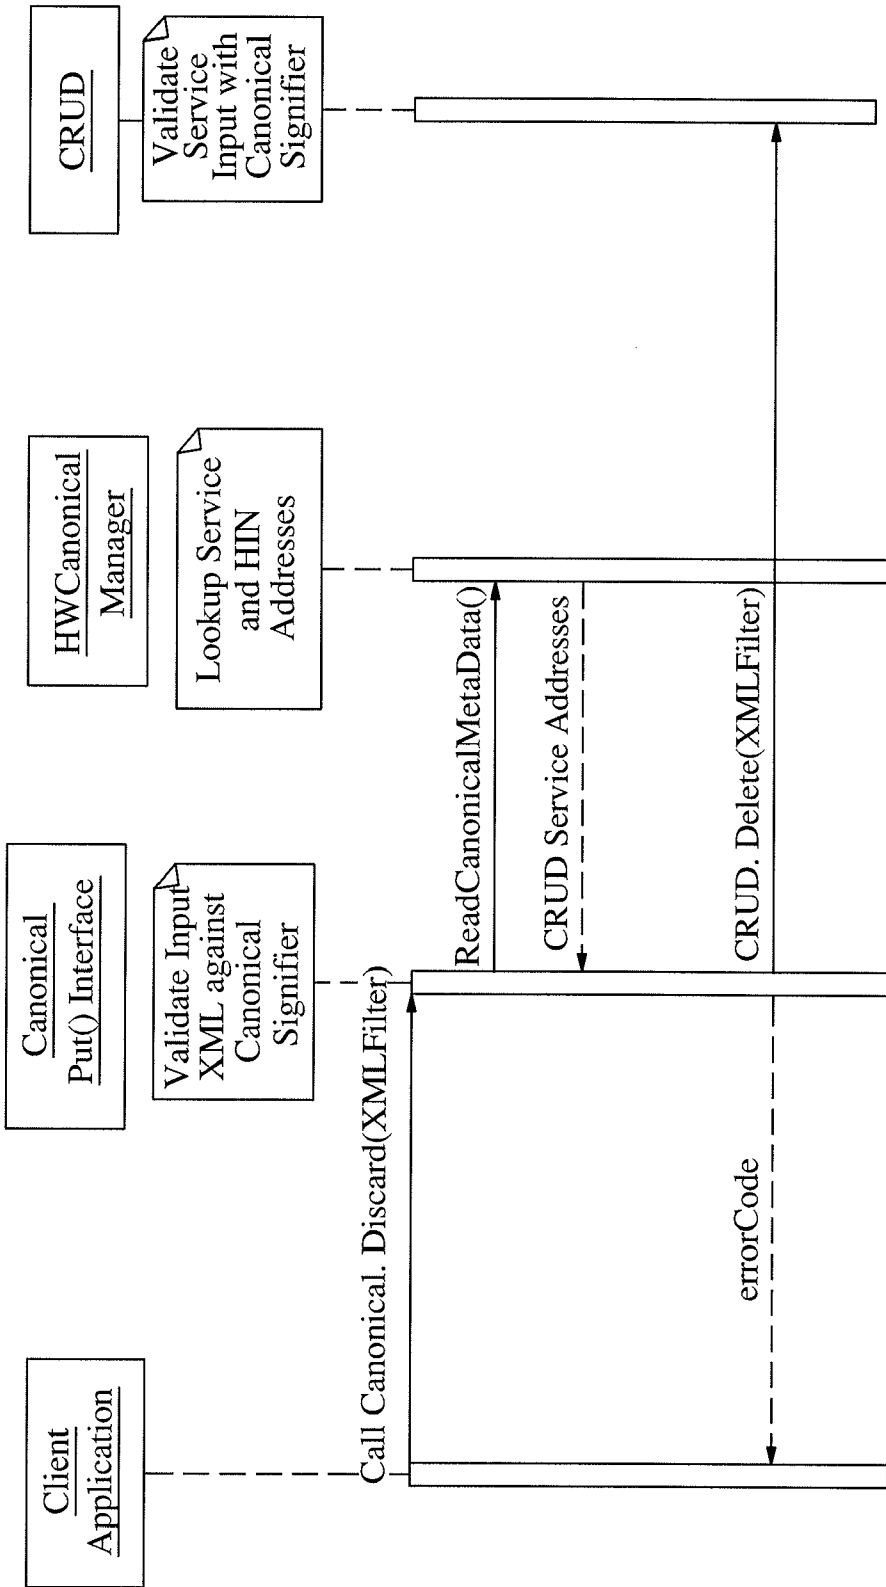 Client
Application
Canonical
Put() Interface
HWCanonical
Manager
CRUD
Validate Input
XML against
Canonical
Signifier
Lookup Service
and HIN
Addresses
Validate
Service
Input with
Canonical
Signifier
Call Canonical. Discard(XMLFilter)
ReadCanonicalMetaData()
CRUD Service Addresses
CRUD. Delete(XMLFilter)
errorCode